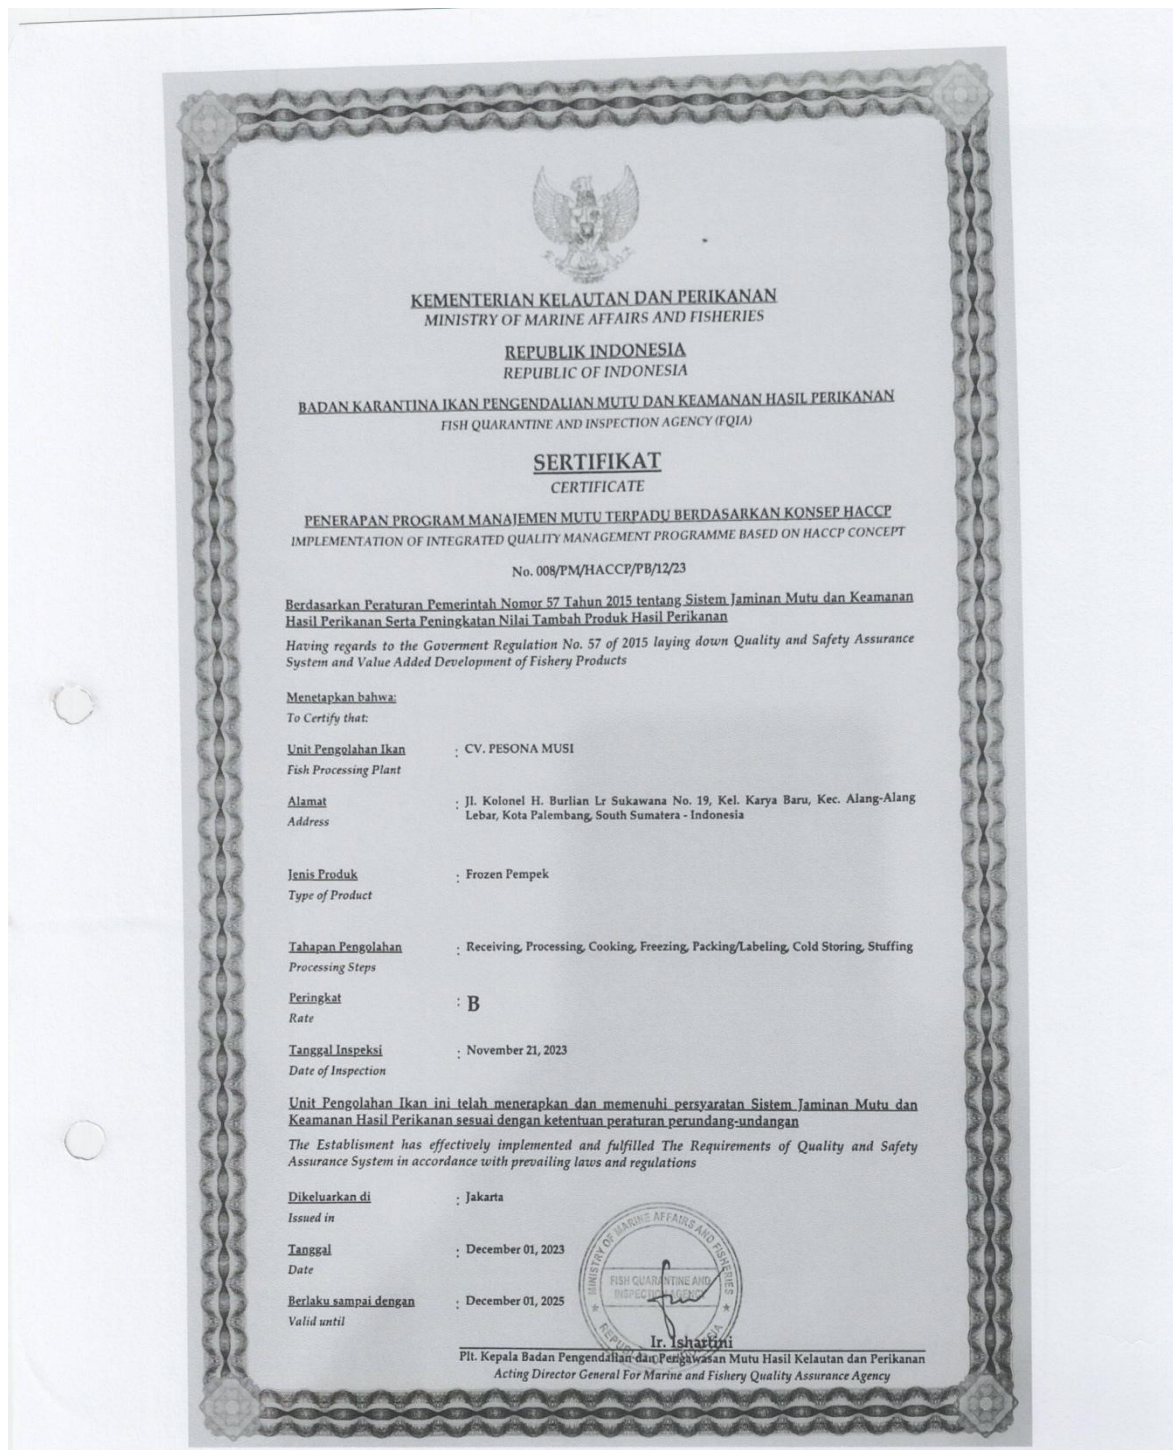 KEMENTERIAN KELAUTAN DAN PERIKANAN
MINISTRY OF MARINE AFFAIRS AND FISHERIES
REPUBLIK INDONESIA
REPUBLIC OF INDONESIA
BADAN KARANTINA IKAN PENGENDALIAN MUTU DAN KEAMANAN HASIL PERIKANAN
FISH QUARANTINE AND INSPECTION AGENCY (FQIA)
SERTIFIKAT
CERTIFICATE
PENERAPAN PROGRAM MANAJEMEN MUTU TERPADU BERDASARKAN KONSEP HACCP
IMPLEMENTATION OF INTEGRATED QUALITY MANAGEMENT PROGRAMME BASED ON HACCP CONCEPT
No. 008/PM/HACCP/PB/12/23
Berdasarkan Peraturan Pemerintah Nomor 57 Tahun 2015 tentang Sistem Jaminan Mutu dan Keamanan
Hasil Perikanan Serta Peningkatan Nilai Tambah Produk Hasil Perikanan
Having regards to the Goverment Regulation No. 57 of 2015 laying down Quality and Safety Assurance
System and Value Added Development of Fishery Products
Menetapkan bahwa:
To Certify that:
Unit Pengolahan Ikan : CV. PESONA MUSI
Fish Processing Plant
Alamat : Jl. Kolonel H. Burlian Lr Sukawana No. 19, Kel. Karya Baru, Kec. Alang-Alang
Address Lebar, Kota Palembang, South Sumatera - Indonesia
Jenis Produk : Frozen Pempek
Type of Product
Tahapan Pengolahan : Receiving, Processing, Cooking, Freezing, Packing/Labeling, Cold Storing, Stuffing
Processing Steps
Peringkat : B
Rate
Tanggal Inspeksi : November 21, 2023
Date of Inspection
Unit Pengolahan Ikan ini telah menerapkan dan memenuhi persyaratan Sistem Jaminan Mutu dan
Keamanan Hasil Perikanan sesuai dengan ketentuan peraturan perundang-undangan
The Establisment has effectively implemented and fulfilled The Requirements of Quality and Safety
Assurance System in accordance with prevailing laws and regulations
Dikeluarkan di : Jakarta
Issued in
Tanggal : December 01, 2023
Date
Berlaku sampai dengan : December 01, 2025
Valid until
MINISTRY OF MARINE AFFAIRS AND FISHERIES
FISH QUARANTINE AND
INSPECTION AGENCY
REPUBLIC OF INDONESIA
Ir. Ishartini
Plt. Kepala Badan Pengendalian dan Pengawasan Mutu Hasil Kelautan dan Perikanan
Acting Director General For Marine and Fishery Quality Assurance Agency